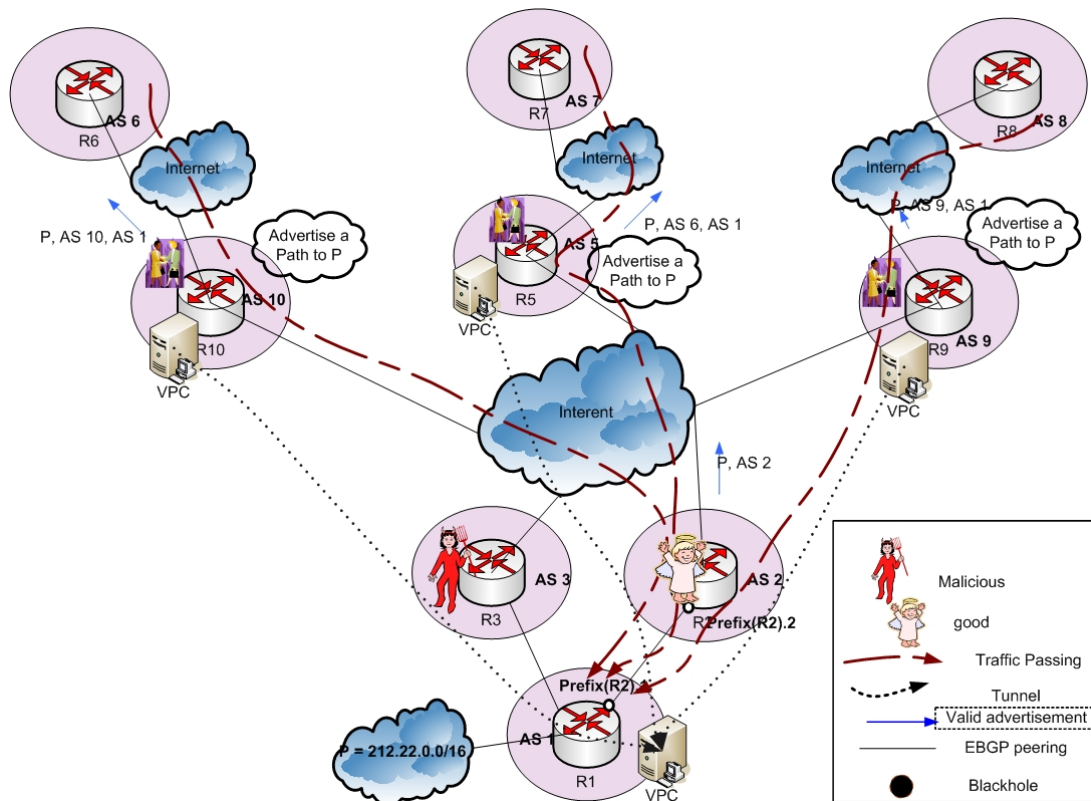 R6
AS 6
R7
AS 7
R8
AS 8
Internet
Internet
Internet
P, AS 10, AS 1
Advertise a
Path to P
P, AS 6, AS 1
Advertise a
Path to P
P, AS 9, AS 1
Advertise a
Path to P
AS 10
R10
VPC
AS 5
R5
VPC
R9
AS 9
VPC
Interent
P, AS 2
AS 3
R3
AS 2
Prefix(R2).2
Prefix(R2)
AS 1
R1
VPC
P = 212.22.0.0/16
Malicious
good
Traffic Passing
Tunnel
Valid advertisement
EBGP peering
Blackhole